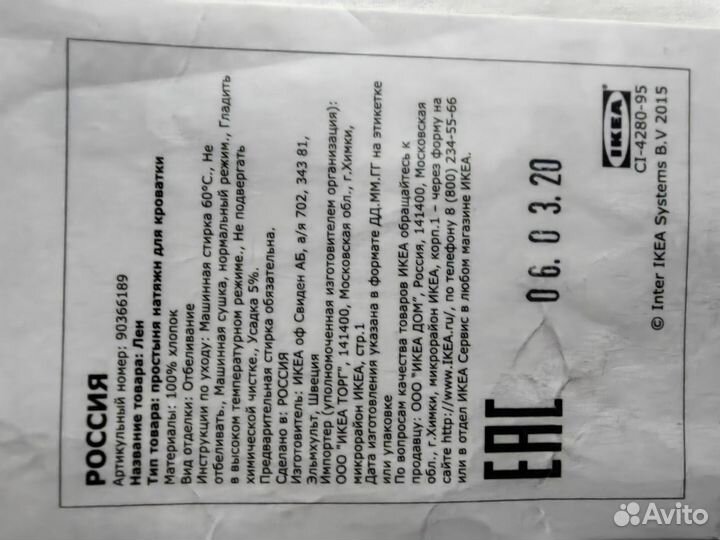 РОССИЯ
Артикульный номер: 90366189
Название товара: Лен
Тип товара: простыня натяжн для кроватки
Материалы: 100% хлопок
Вид отделки: Отбеливание
Инструкции по уходу: Машинная стирка 60°C., Не
отбеливать., Машинная сушка, нормальный режим., Гладить
в высоком температурном режиме., Не подвергать
химической чистке., Усадка 5%.
Предварительная стирка обязательна.
Сделано в: РОССИЯ
Изготовитель: ИКЕА оф Свиден АБ, а/я 702, 343 81,
Эльмхульт, Швеция
Импортер (уполномоченная изготовителем организация):
ООО "ИКЕА ТОРГ", 141400, Московская обл., г.Химки,
микрорайон ИКЕА, стр.1
Дата изготовления указана в формате ДД.ММ.ГГ на этикетке
или упаковке
По вопросам качества товаров ИКЕА обращайтесь к
продавцу: ООО "ИКЕА ДОМ", Россия, 141400, Московская
обл., г.Химки, микрорайон ИКЕА, корп.1 – через форму на
сайте http://www.IKEA.ru/, по телефону 8 (800) 234-55-66
или в отдел ИКЕА Сервис в любом магазине ИКЕА.
EAC
06.03.20
IKEA
CI-4280-95
© Inter IKEA Systems B.V 2015
Avito